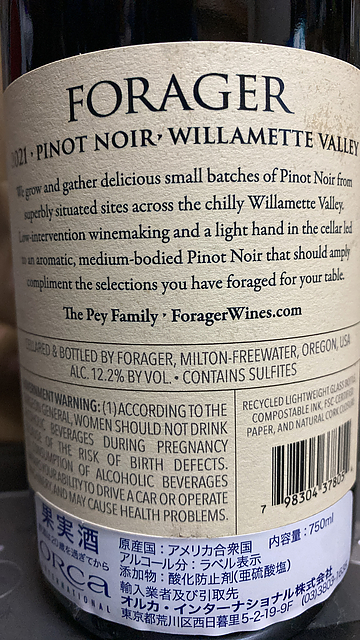 FORAGER
2021 · PINOT NOIR · WILLAMETTE VALLEY
We grow and gather delicious small batches of Pinot Noir from
superbly situated sites across the chilly Willamette Valley.
Low-intervention winemaking and a light hand in the cellar led
to an aromatic, medium-bodied Pinot Noir that should amply
compliment the selections you have foraged for your table.
The Pey Family · ForagerWines.com
CELLARED & BOTTLED BY FORAGER, MILTON-FREEWATER, OREGON, USA
ALC. 12.2% BY VOL. • CONTAINS SULFITES
GOVERNMENT WARNING: (1) ACCORDING TO THE
GENERAL, WOMEN SHOULD NOT DRINK
BEVERAGES DURING PREGNANCY
OF THE RISK OF BIRTH DEFECTS.
OF ALCOHOLIC BEVERAGES
ABILITY TO DRIVE A CAR OR OPERATE
AND MAY CAUSE HEALTH PROBLEMS.
RECYCLED LIGHTWEIGHT GLASS
COMPOSTABLE INK, FSC CERTIFIED
PAPER, AND NATURAL CORK
7 98304 37805
果実酒
orca
INTERNATIONAL
原産国：アメリカ合衆国 内容量：750ml
アルコール分：ラベル表示
添加物：酸化防止剤(亜硫酸塩)
輸入業者及び引取先
オルカ・インターナショナル株式会社
東京都荒川区西日暮里5-2-19-9F